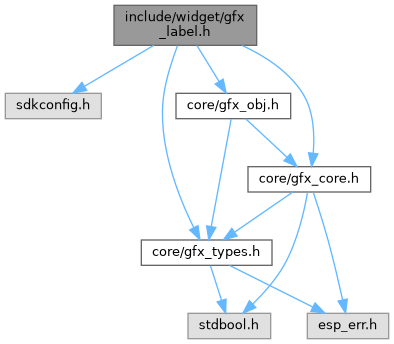 include/widget/gfx
_label.h
sdkconfig.h
core/gfx_obj.h
core/gfx_core.h
core/gfx_types.h
stdbool.h
esp_err.h